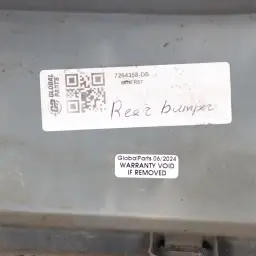 GLOBAL
PARTS
7264358-DS
Rear bumper
GlobalParts 06/2024
WARRANTY VOID
IF REMOVED